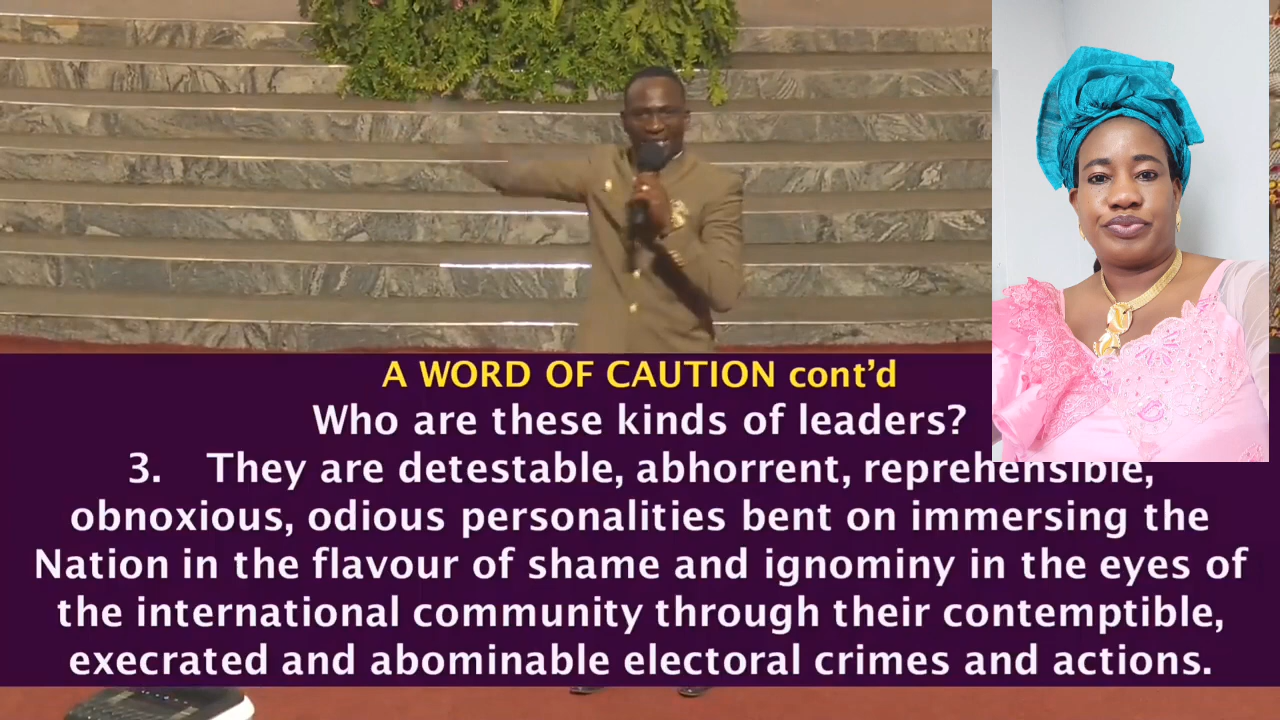 A WORD OF CAUTION cont'd
Who are these kinds of leaders?
3. They are detestable, abhorrent, reprehensible,
obnoxious, odious personalities bent on immersing the
Nation in the flavour of shame and ignominy in the eyes of
the international community through their contemptible,
execrated and abominable electoral crimes and actions.